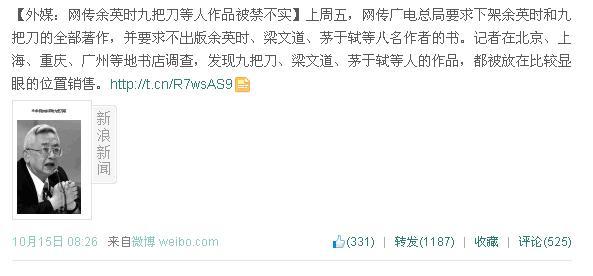 【外媒：网传余英时九把刀等人作品被禁不实】上周五，网传广电总局要求下架余英时和九
把刀的全部著作，并要求不出版余英时、梁文道、茅于轼等八名作者的书。记者在北京、上
海、重庆、广州等地书店调查，发现九把刀、梁文道、茅于轼等人的作品，都被放在比较显
眼的位置销售。http://t.cn/R7wsAS9
新浪新闻
10月15日 08:26 来自微博 weibo.com (331) | 转发(1187) | 收藏 | 评论(525)